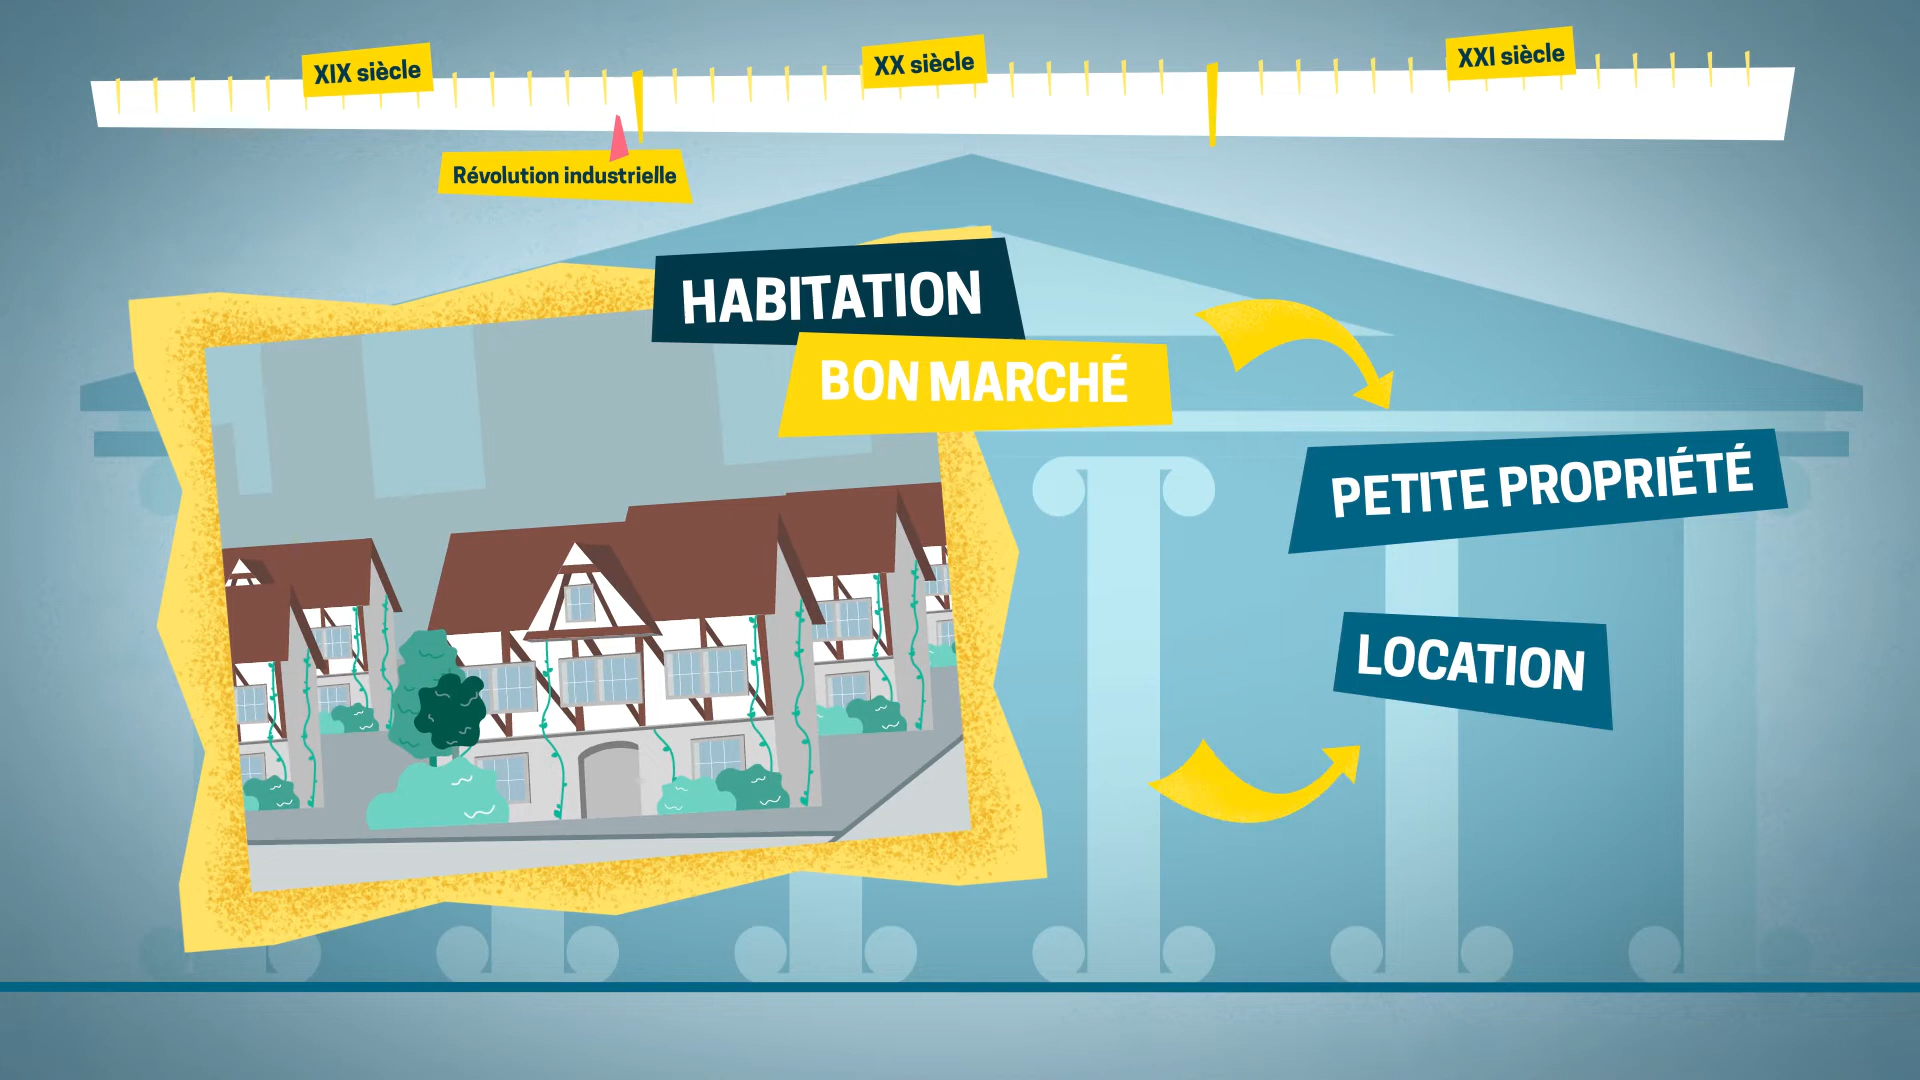 XIX siècle
XX siècle
XXI siècle
Révolution industrielle
HABITATION
BON MARCHÉ
PETITE PROPRIÉTÉ
LOCATION